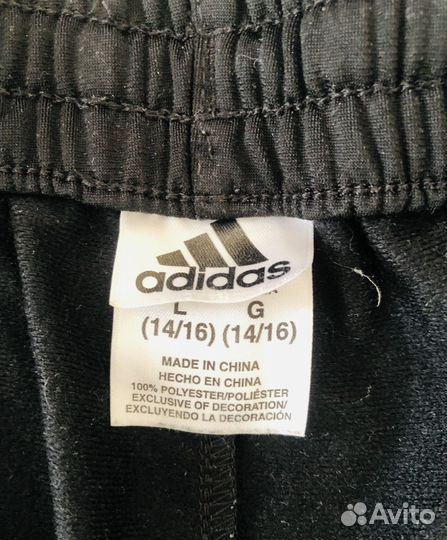 adidas
L G
(14/16) (14/16)
MADE IN CHINA
HECHO EN CHINA
100% POLYESTER/POLIÉSTER
EXCLUSIVE OF DECORATION/
EXCLUYENDO LA DECORACIÓN
Avito